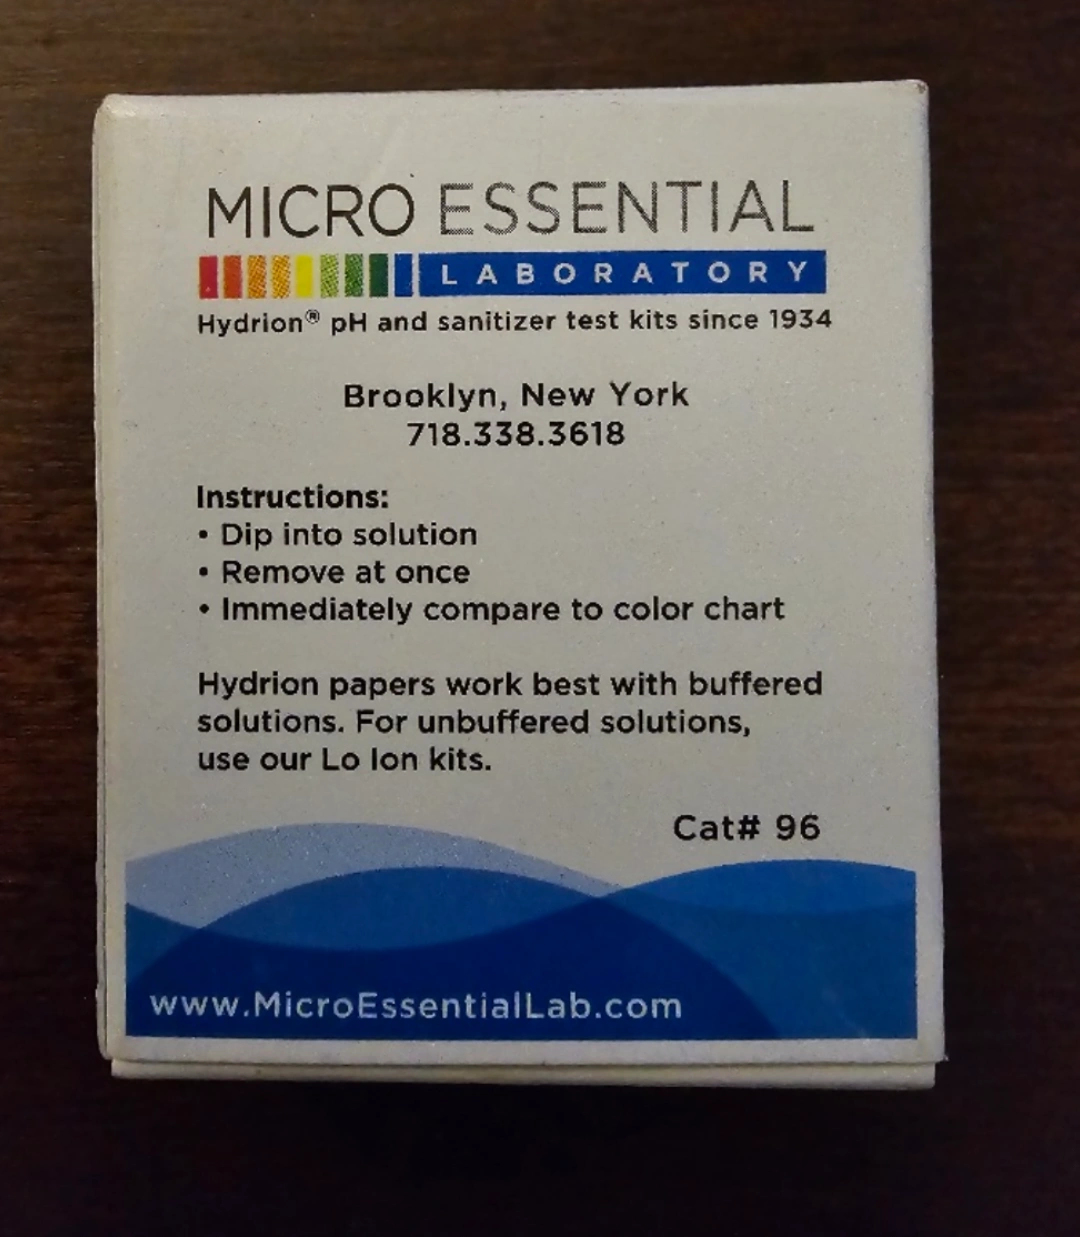 MICRO ESSENTIAL
LABORATORY
Hydrion® pH and sanitizer test kits since 1934
Brooklyn, New York
718.338.3618
Instructions:
• Dip into solution
• Remove at once
• Immediately compare to color chart
Hydrion papers work best with buffered
solutions. For unbuffered solutions,
use our Lo Ion kits.
Cat# 96
www.MicroEssentialLab.com